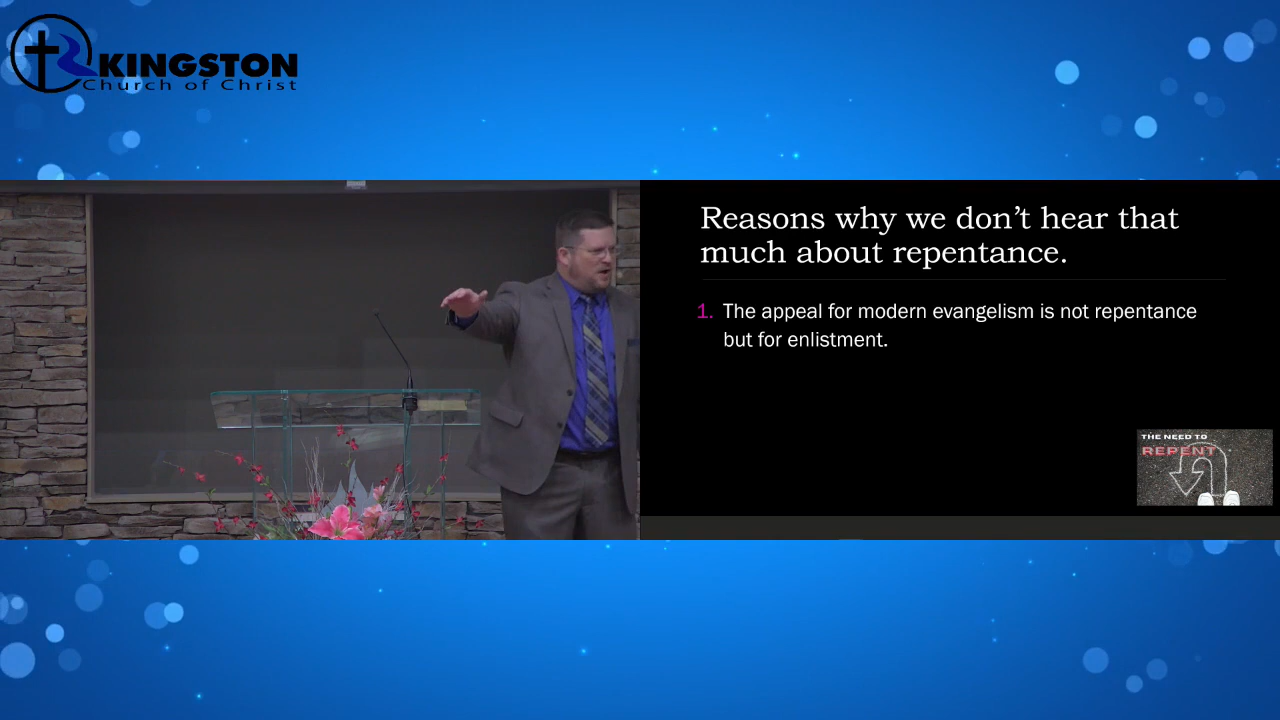 KINGSTON
Church of Christ
Reasons why we don't hear that
much about repentance.
1. The appeal for modern evangelism is not repentance
but for enlistment.
THE NEED TO
REPENT